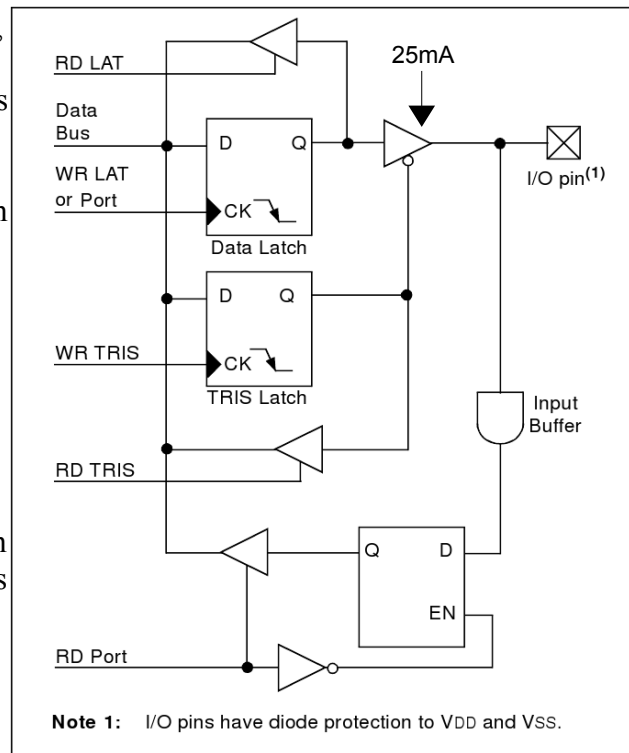 ,
s
n
n
s
25mA
RD LAT
Data
Bus
D Q
I/O pin(1)
WR LAT
or Port
CK
Data Latch
D Q
WR TRIS
CK
TRIS Latch
Input
Buffer
RD TRIS
Q D
EN
RD Port
Note 1: I/O pins have diode protection to VDD and VSS.